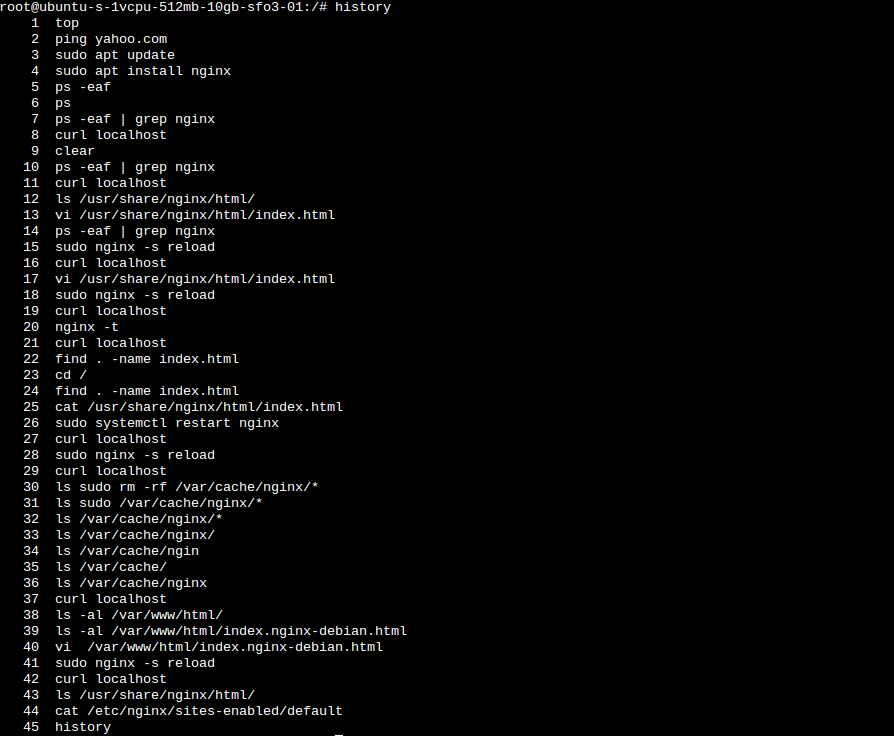 root@ubuntu-s-1vcpu-512mb-10gb-sfo3-01:/# history
1 top
2 ping yahoo.com
3 sudo apt update
4 sudo apt install nginx
5 ps -eaf
6 ps
7 ps -eaf | grep nginx
8 curl localhost
9 clear
10 ps -eaf | grep nginx
11 curl localhost
12 ls /usr/share/nginx/html/
13 vi /usr/share/nginx/html/index.html
14 ps -eaf | grep nginx
15 sudo nginx -s reload
16 curl localhost
17 vi /usr/share/nginx/html/index.html
18 sudo nginx -s reload
19 curl localhost
20 nginx -t
21 curl localhost
22 find . -name index.html
23 cd /
24 find . -name index.html
25 cat /usr/share/nginx/html/index.html
26 sudo systemctl restart nginx
27 curl localhost
28 sudo nginx -s reload
29 curl localhost
30 ls sudo rm -rf /var/cache/nginx/*
31 ls sudo /var/cache/nginx/*
32 ls /var/cache/nginx/*
33 ls /var/cache/nginx/
34 ls /var/cache/ngin
35 ls /var/cache/
36 ls /var/cache/nginx
37 curl localhost
38 ls -al /var/www/html/
39 ls -al /var/www/html/index.nginx-debian.html
40 vi  /var/www/html/index.nginx-debian.html
41 sudo nginx -s reload
42 curl localhost
43 ls /usr/share/nginx/html/
44 cat /etc/nginx/sites-enabled/default
45 history